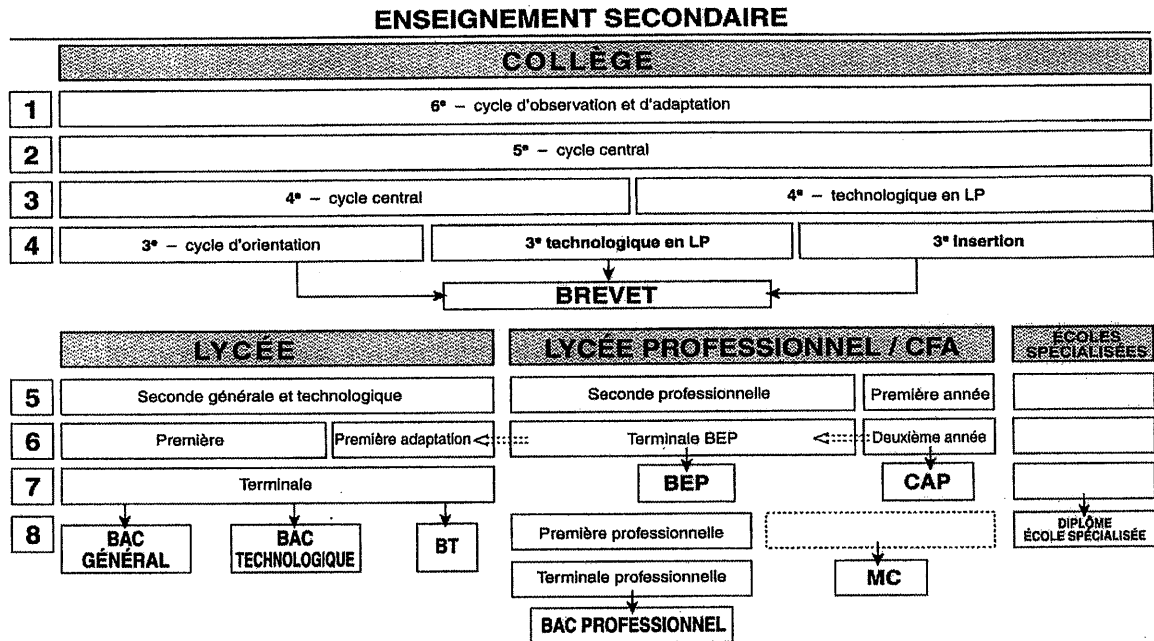 ENSEIGNEMENT SECONDAIRE
COLLÈGE
1
6e – cycle d'observation et d'adaptation
2
5e – cycle central
3
4e – cycle central
4e – technologique en LP
4
3e – cycle d'orientation
3e technologique en LP
3e insertion
BREVET
LYCÉE
LYCÉE PROFESSIONNEL / CFA
ÉCOLES
SPÉCIALISÉES
5
Seconde générale et technologique
Seconde professionnelle
Première année
6
Première
Première adaptation
Terminale BEP
Deuxième année
7
Terminale
BEP
CAP
8
BAC
GÉNÉRAL
BAC
TECHNOLOGIQUE
BT
Première professionnelle
DIPLÔME
ÉCOLE SPÉCIALISÉE
Terminale professionnelle
MC
BAC PROFESSIONNEL